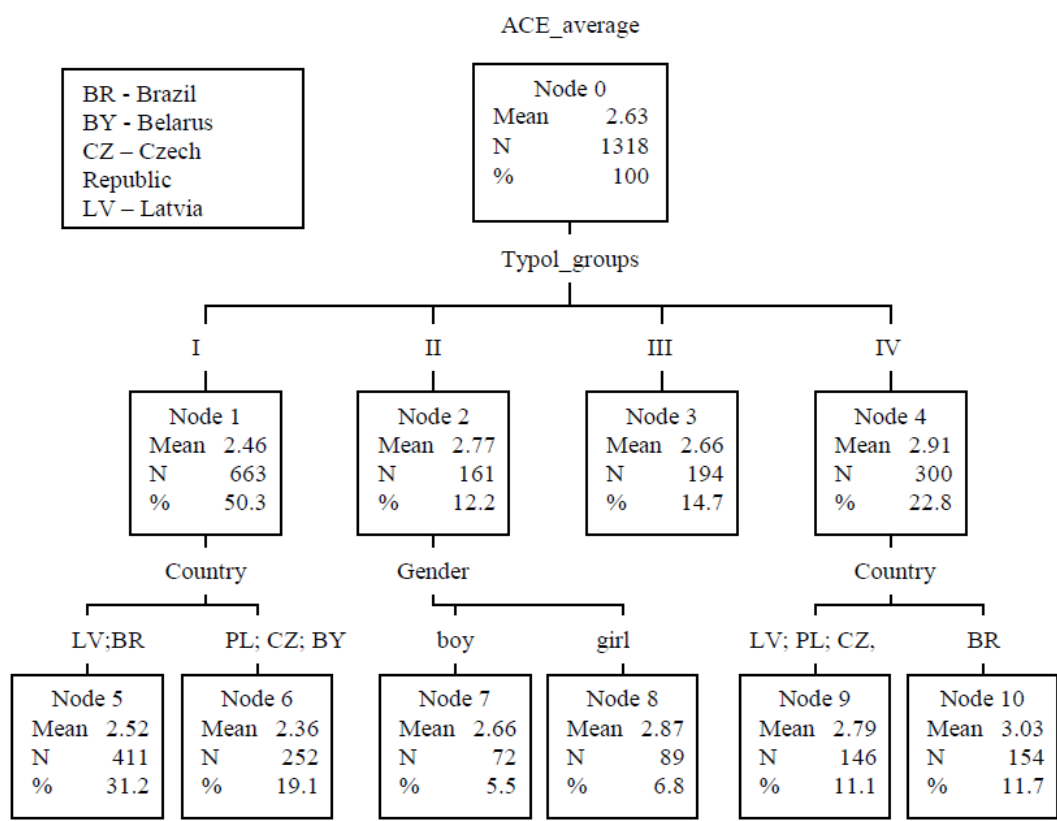 ACE_average
BR - Brazil
BY - Belarus
CZ – Czech
Republic
LV – Latvia
Node 0
Mean 2.63
N 1318
% 100
Typol_groups
I
II
III
IV
Node 1
Mean 2.46
N 663
% 50.3
Node 2
Mean 2.77
N 161
% 12.2
Node 3
Mean 2.66
N 194
% 14.7
Node 4
Mean 2.91
N 300
% 22.8
Country
Gender
Country
LV;BR
PL; CZ; BY
boy
girl
LV; PL; CZ,
BR
Node 5
Mean 2.52
N 411
% 31.2
Node 6
Mean 2.36
N 252
% 19.1
Node 7
Mean 2.66
N 72
% 5.5
Node 8
Mean 2.87
N 89
% 6.8
Node 9
Mean 2.79
N 146
% 11.1
Node 10
Mean 3.03
N 154
% 11.7